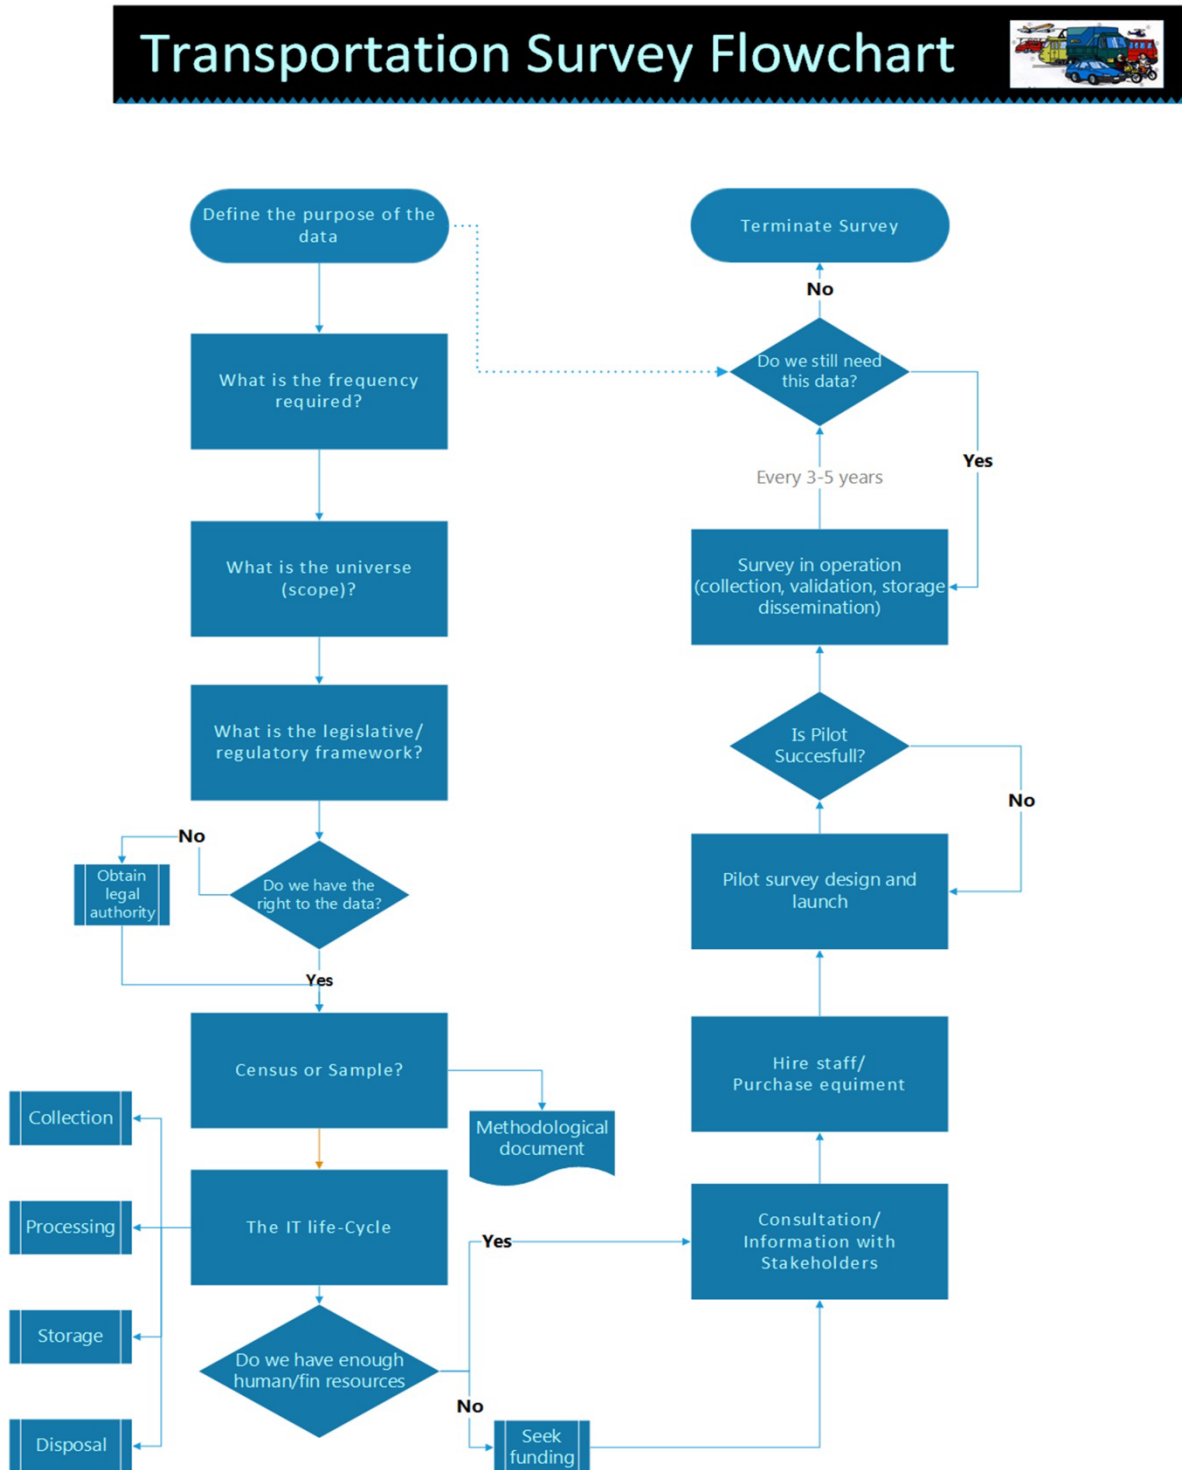 Transportation Survey Flowchart
Define the purpose of the
data
What is the frequency
required?
What is the universe
(scope)?
What is the legislative/
regulatory framework?
No
Obtain
legal
authority
Do we have the
right to the data?
Yes
Census or Sample?
Methodological
document
Collection
Processing
Storage
Disposal
The IT life-Cycle
Do we have enough
human/fin resources
Yes
No
Seek
funding
Consultation/
Information with
Stakeholders
Hire staff/
Purchase equiment
Pilot survey design and
launch
Is Pilot
Succesfull?
No
Survey in operation
(collection, validation, storage
dissemination)
Every 3-5 years
Do we still need
this data?
Yes
No
Terminate Survey